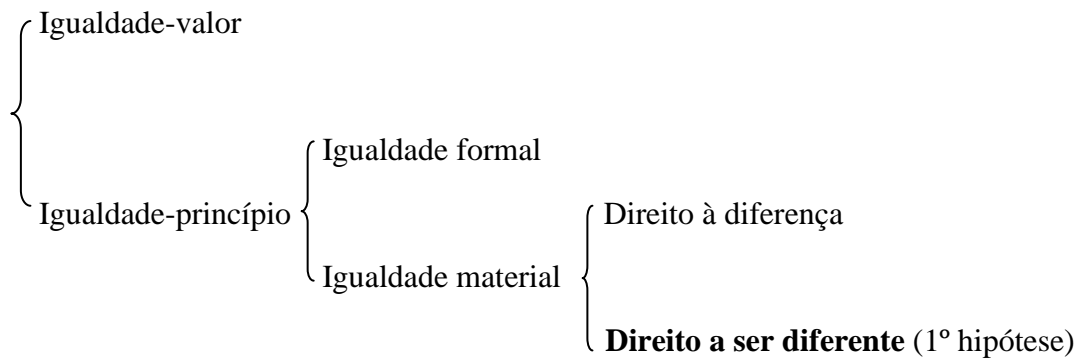 Igualdade-valor
Igualdade formal
Igualdade-princípio
Direito à diferença
Igualdade material
Direito a ser diferente (1º hipótese)